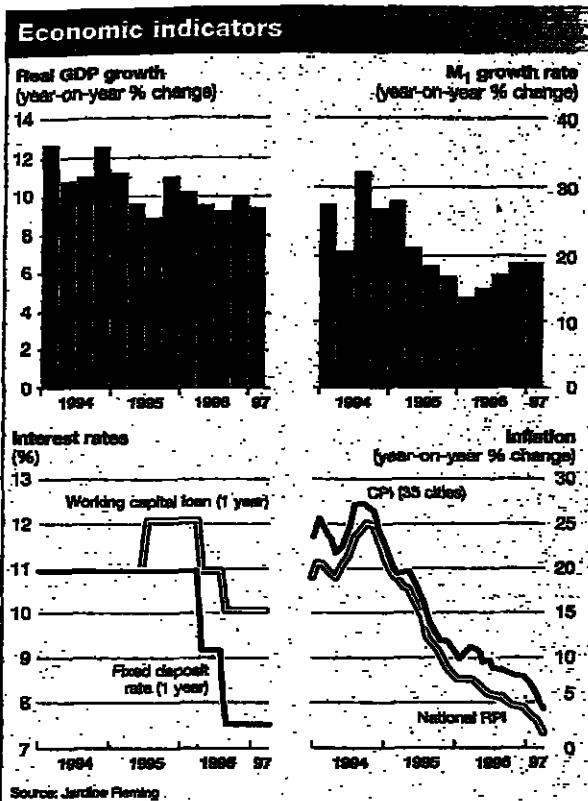 Economic indicators
Real GDP growth
(year-on-year % change)
14
12
10
8
6
4
2
0
1994 1995 1996 97
M1 growth rate
(year-on-year % change)
40
30
20
10
0
1994 1995 1996 97
Interest rates
(%)
13
12
11
10
9
8
7
Working capital loan (1 year)
Fixed deposit
rate (1 year)
1994 1995 1996 97
Inflation
(year-on-year % change)
30
25
20
15
10
5
0
CPI (35 cities)
National RPI
1994 1995 1996 97
Source: Jardine Fleming